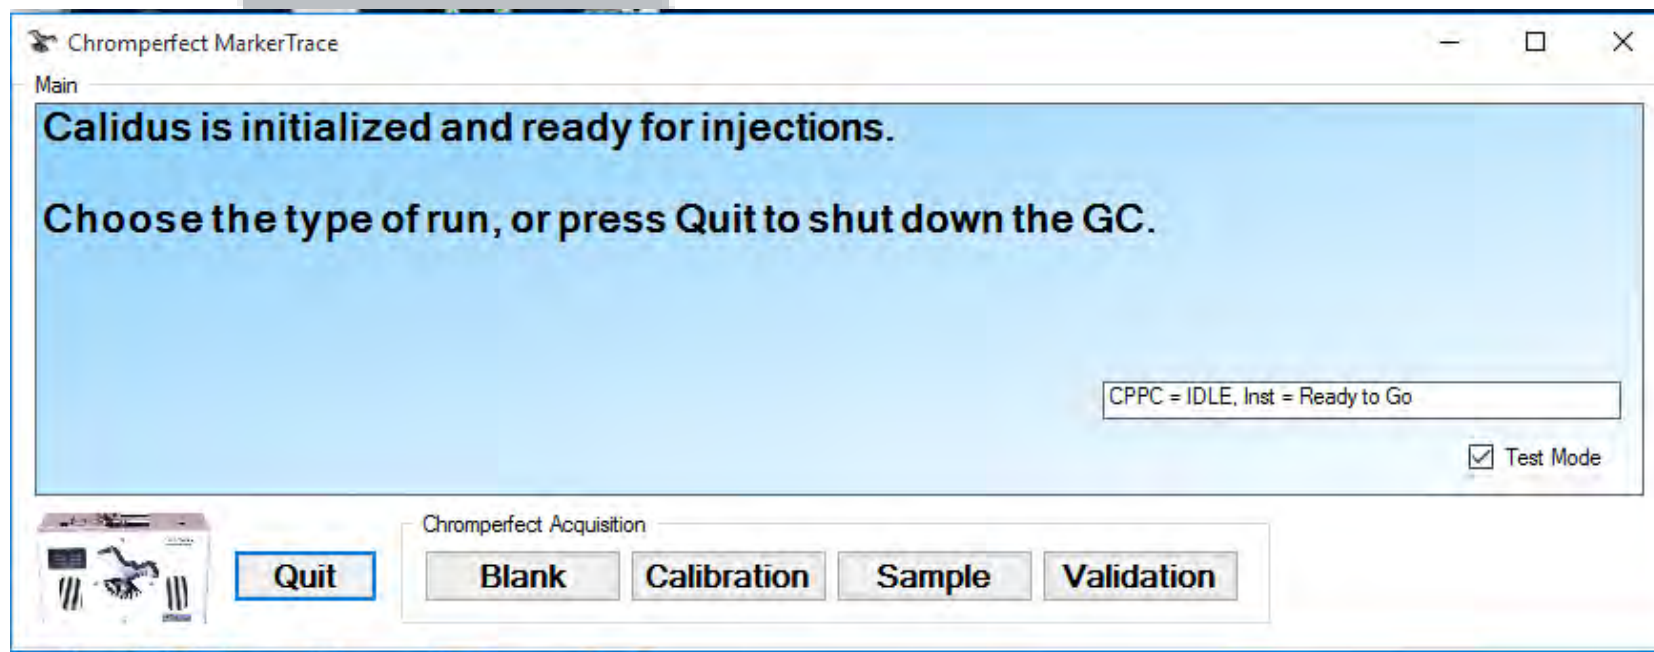 Chromperfect MarkerTrace
Main
Calidus is initialized and ready for injections.
Choose the type of run, or press Quit to shut down the GC.
CPPC = IDLE, Inst = Ready to Go
Test Mode
Chromperfect Acquisition
Quit
Blank
Calibration
Sample
Validation